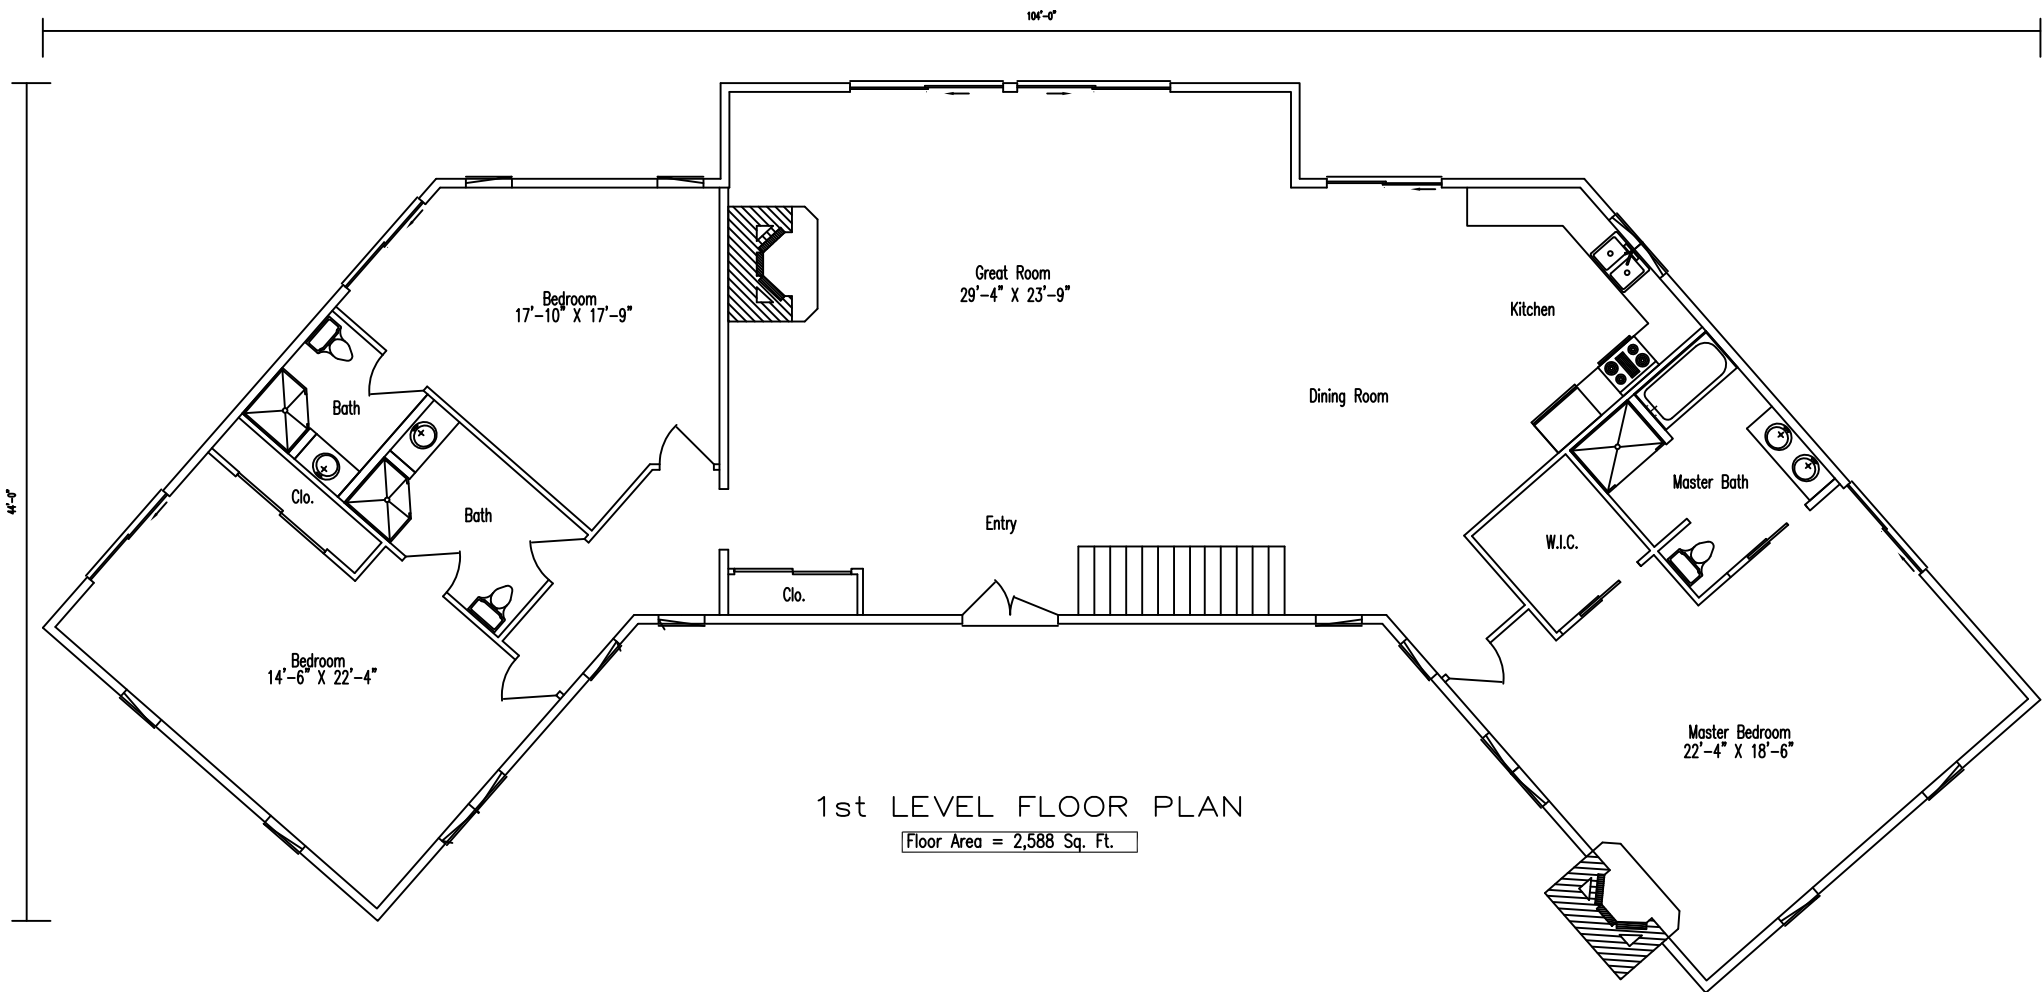 104'-0"
44'-0"
Great Room
29'-4" X 23'-9"
Bedroom
17'-10" X 17'-9"
Kitchen
Dining Room
Bath
Clo.
Bath
Entry
Master Bath
W.I.C.
Clo.
Bedroom
14'-6" X 22'-4"
Master Bedroom
22'-4" X 18'-6"
1st LEVEL FLOOR PLAN
Floor Area = 2,588 Sq. Ft.